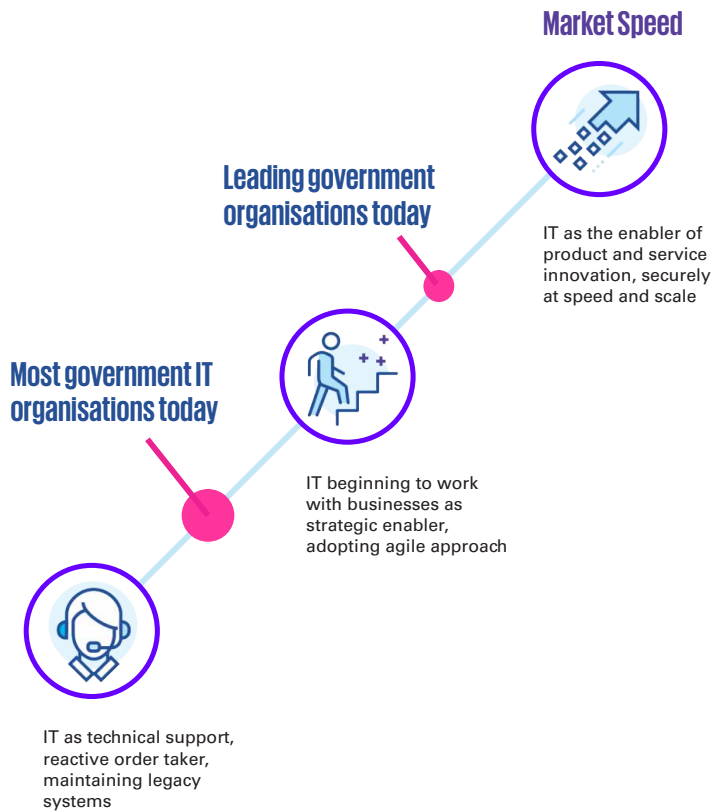 Market Speed
Leading government
organisations today
IT as the enabler of
product and service
innovation, securely
at speed and scale
Most government IT
organisations today
IT beginning to work
with businesses as
strategic enabler,
adopting agile approach
IT as technical support,
reactive order taker,
maintaining legacy
systems